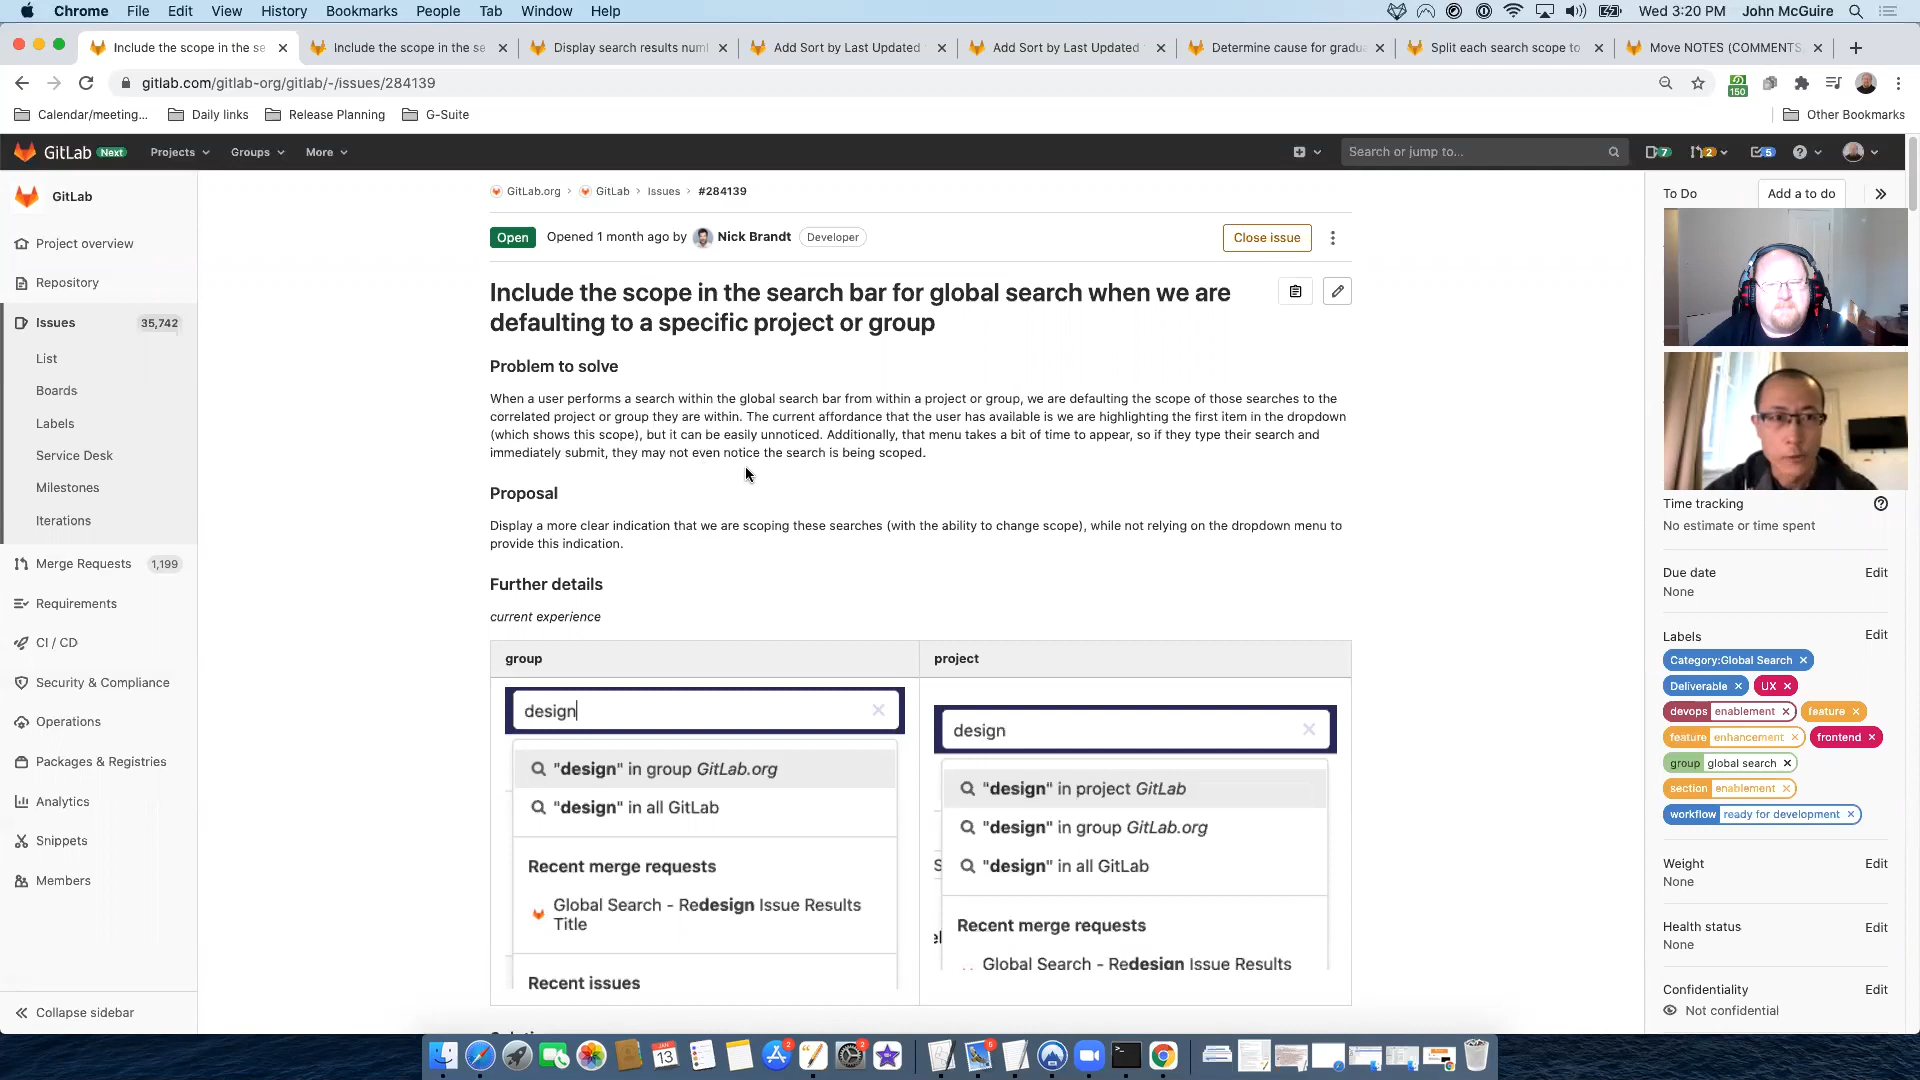 Chrome File Edit View History Bookmarks People Tab Window Help Wed 3:20 PM John McGuire
Include the scope in the se Include the scope in the se Display search results numl Add Sort by Last Updated Add Sort by Last Updated Determine cause for gradua Split each search scope to Move NOTES (COMMENTS,
gitlab.com/gitlab-org/gitlab/-/issues/284139 150
Calendar/meeting... Daily links Release Planning G-Suite Other Bookmarks
GitLab Next Projects Groups More Search or jump to... 7 2 5
GitLab
Project overview
Repository
Issues 35,742
List
Boards
Labels
Service Desk
Milestones
Iterations
Merge Requests 1,199
Requirements
CI / CD
Security & Compliance
Operations
Packages & Registries
Analytics
Snippets
Members
Collapse sidebar
GitLab.org › GitLab › Issues › #284139
Open Opened 1 month ago by Nick Brandt Developer Close issue
Include the scope in the search bar for global search when we are
defaulting to a specific project or group
Problem to solve
When a user performs a search within the global search bar from within a project or group, we are defaulting the scope of those searches to the
correlated project or group they are within. The current affordance that the user has available is we are highlighting the first item in the dropdown
(which shows this scope), but it can be easily unnoticed. Additionally, that menu takes a bit of time to appear, so if they type their search and
immediately submit, they may not even notice the search is being scoped.
Proposal
Display a more clear indication that we are scoping these searches (with the ability to change scope), while not relying on the dropdown menu to
provide this indication.
Further details
current experience
group project
design
"design" in group GitLab.org
"design" in all GitLab
Recent merge requests
Global Search - Redesign Issue Results
Title
Recent issues
design
"design" in project GitLab
"design" in group GitLab.org
"design" in all GitLab
Recent merge requests
Global Search - Redesign Issue Results
To Do Add a to do
Time tracking
No estimate or time spent
Due date Edit
None
Labels Edit
Category:Global Search
Deliverable UX
devops enablement feature
feature enhancement frontend
group global search
section enablement
workflow ready for development
Weight Edit
None
Health status Edit
None
Confidentiality Edit
Not confidential
JAN
13 2 2 6